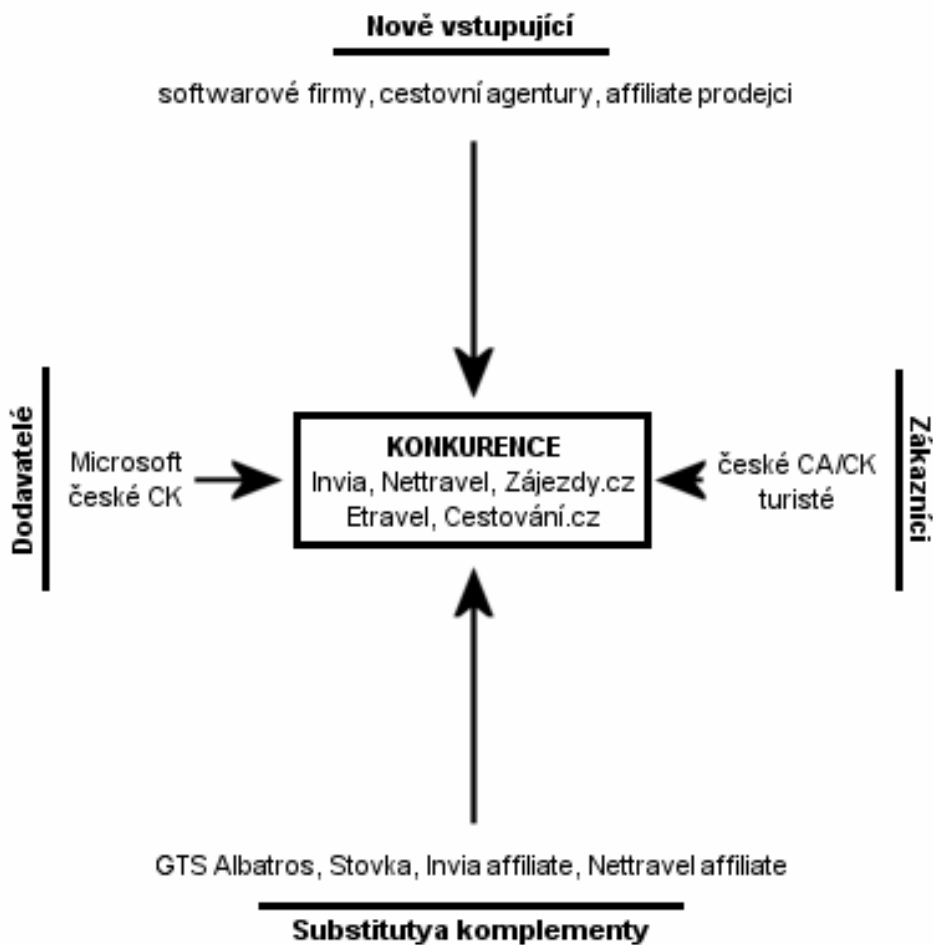 Nově vstupující
softwarové firmy, cestovní agentury, affiliate prodejci
Dodavatelé
Microsoft
české CK
KONKURENCE
Invia, Nettravel, Zájezdy.cz
Etravel, Cestování.cz
české CA/CK
turisté
Zákazníci
GTS Albatros, Stovka, Invia affiliate, Nettravel affiliate
Substitutya komplementy